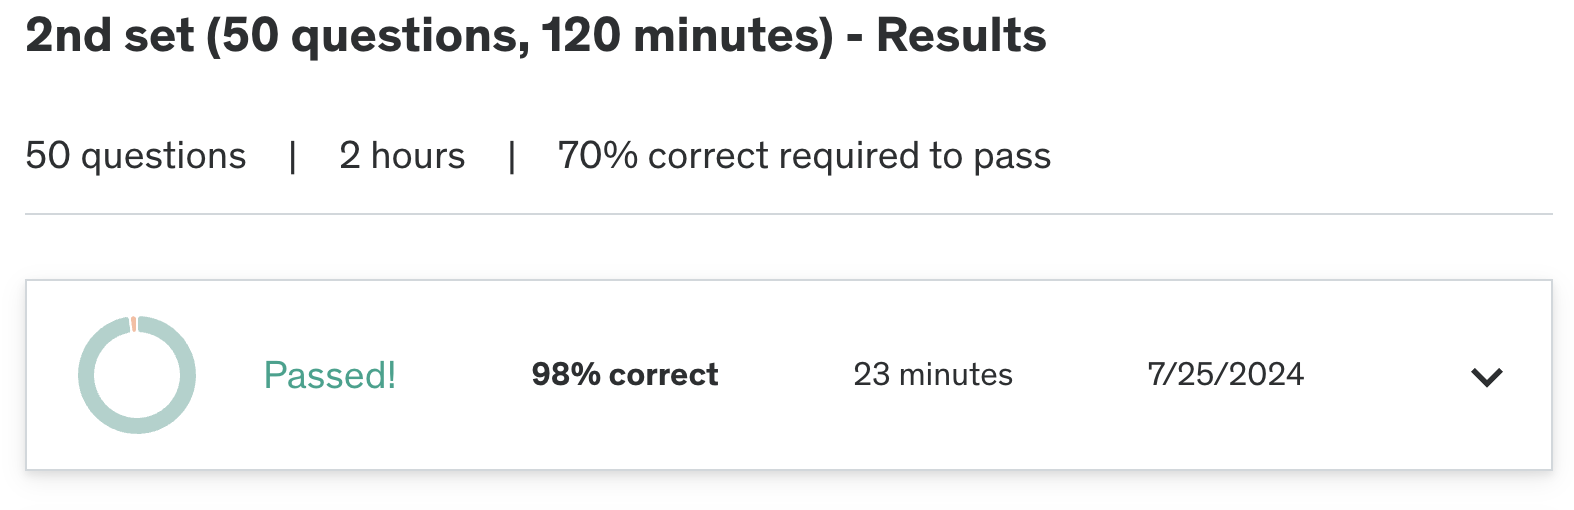 2nd set (50 questions, 120 minutes) - Results
50 questions | 2 hours | 70% correct required to pass
Passed! 98% correct 23 minutes 7/25/2024